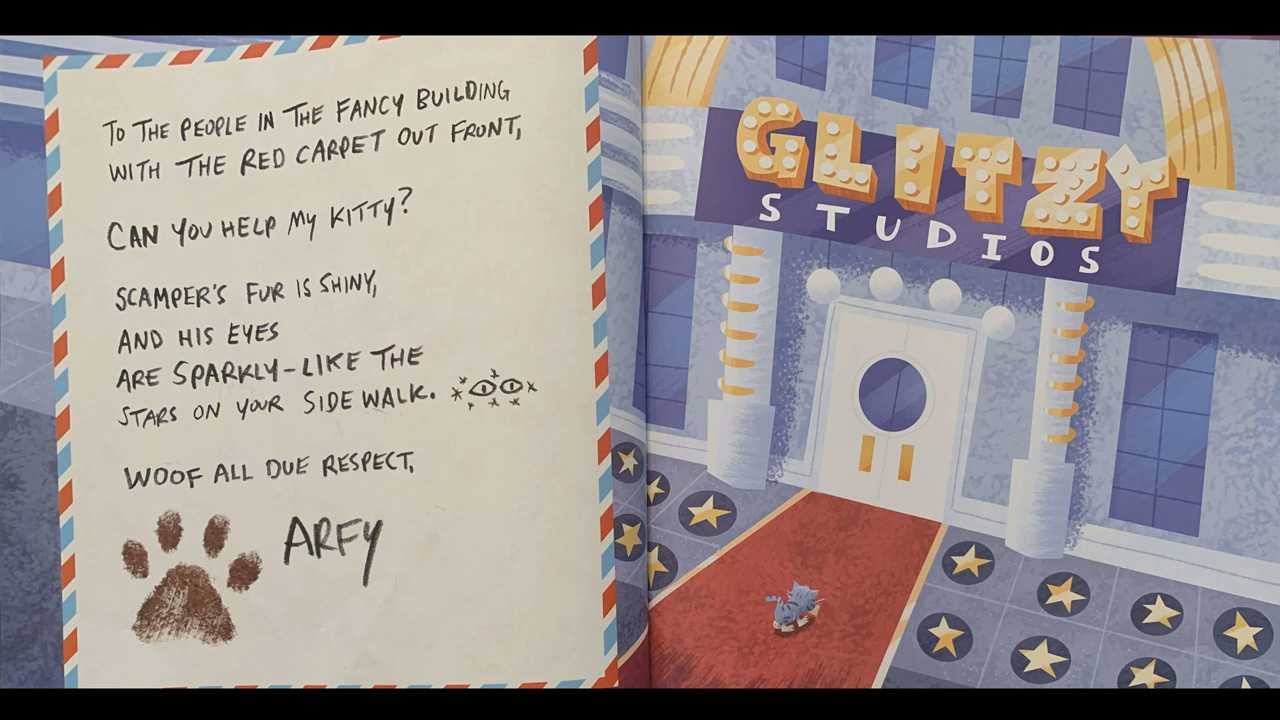 TO THE PEOPLE IN THE FANCY BUILDING
WITH THE RED CARPET OUT FRONT,
CAN YOU HELP MY KITTY?
SCAMPER'S FUR IS SHINY,
AND HIS EYES
ARE SPARKLY-LIKE THE
STARS ON YOUR SIDEWALK.
WOOF ALL DUE RESPECT,
ARFY
GLITZY
STUDIOS